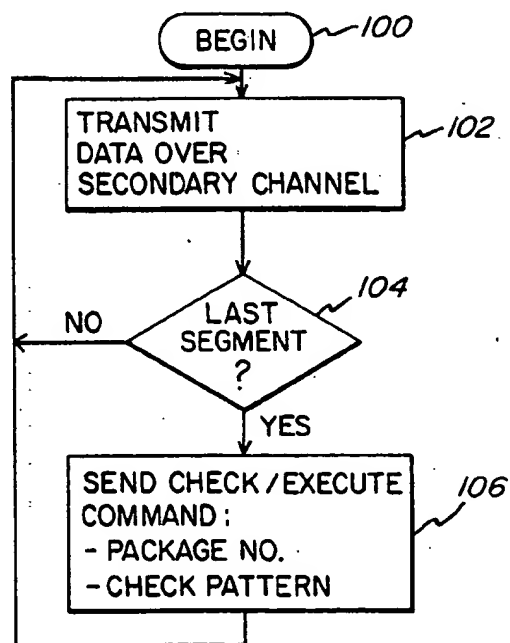 BEGIN
100
TRANSMIT
DATA OVER
SECONDARY CHANNEL
102
LAST
SEGMENT
?
104
NO
YES
SEND CHECK/EXECUTE
COMMAND:
- PACKAGE NO.
- CHECK PATTERN
106